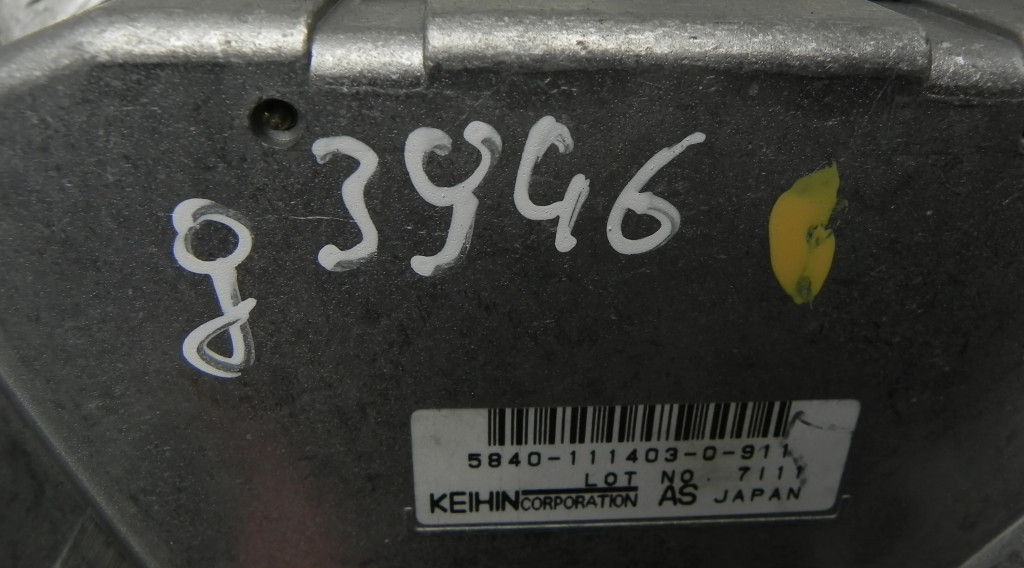 3946
8
5840-111403-0-911
LOT NO. 7111
KEIHIN CORPORATION AS JAPAN